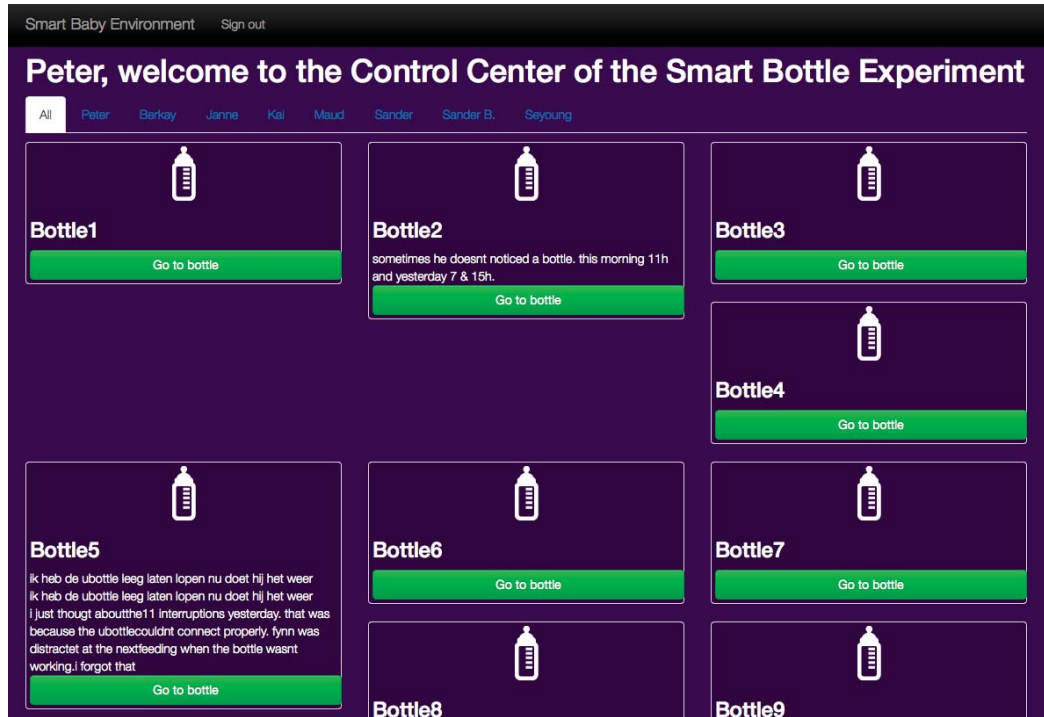 Smart Baby Environment Sign out
Peter, welcome to the Control Center of the Smart Bottle Experiment
All Peter Berkay Janne Kai Maud Sander Sander B. Seyoung
Bottle1
Go to bottle
Bottle2
sometimes he doesnt noticed a bottle. this morning 11h
and yesterday 7 & 15h.
Go to bottle
Bottle3
Go to bottle
Bottle4
Go to bottle
Bottle5
ik heb de ubottle leeg laten lopen nu doet hij het weer
ik heb de ubottle leeg laten lopen nu doet hij het weer
i just thougt aboutthe11 interruptions yesterday. that was
because the ubottlecouldnt connect properly. fynn was
distractet at the nextfeeding when the bottle wasnt
working.i forgot that
Go to bottle
Bottle6
Go to bottle
Bottle7
Go to bottle
Bottle8
Bottle9